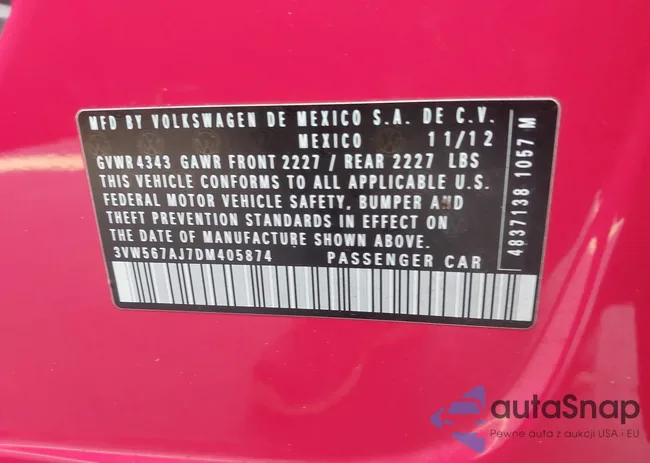 MFD BY VOLKSWAGEN DE MEXICO S.A. DE C.V.
MEXICO 11/12
GVWR 4343 GAWR FRONT 2227 / REAR 2227 LBS
THIS VEHICLE CONFORMS TO ALL APPLICABLE U.S.
FEDERAL MOTOR VEHICLE SAFETY, BUMPER AND
THEFT PREVENTION STANDARDS IN EFFECT ON
THE DATE OF MANUFACTURE SHOWN ABOVE.
3VW567AJ7DM405874 PASSENGER CAR
4837138 1057 M
autaSnap
Pewne auta z aukcji USA i EU